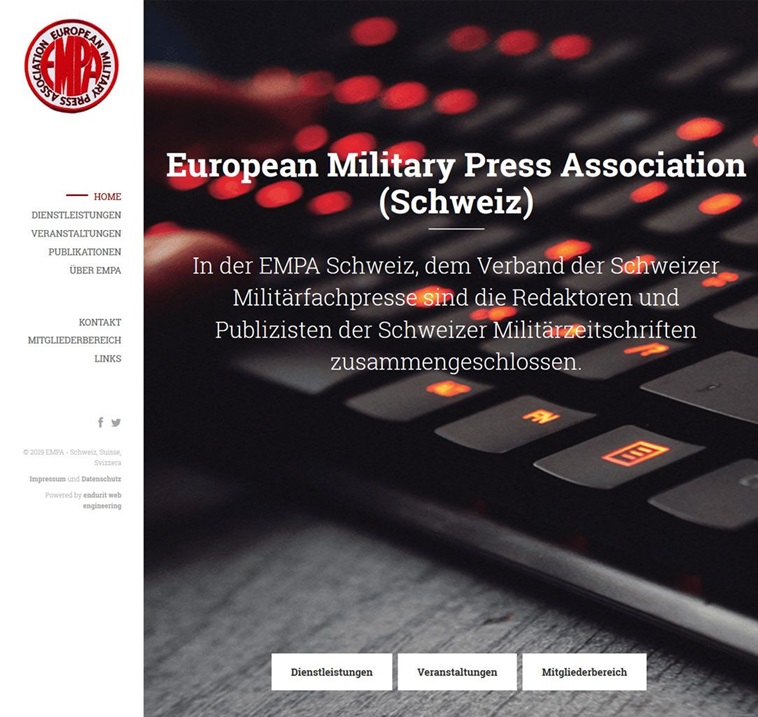 EUROPEAN MILITARY PRESS ASSOCIATION
EMPA
HOME
DIENSTLEISTUNGEN
VERANSTALTUNGEN
PUBLIKATIONEN
ÜBER EMPA
KONTAKT
MITGLIEDERBEREICH
LINKS
© 2019 EMPA - Schweiz, Suisse,
Svizzera
Impressum und Datenschutz
Powered by endurit web
engineering
European Military Press Association
(Schweiz)
In der EMPA Schweiz, dem Verband der Schweizer
Militärfachpresse sind die Redaktoren und
Publizisten der Schweizer Militärzeitschriften
zusammengeschlossen.
FN
Dienstleistungen
Veranstaltungen
Mitgliederbereich